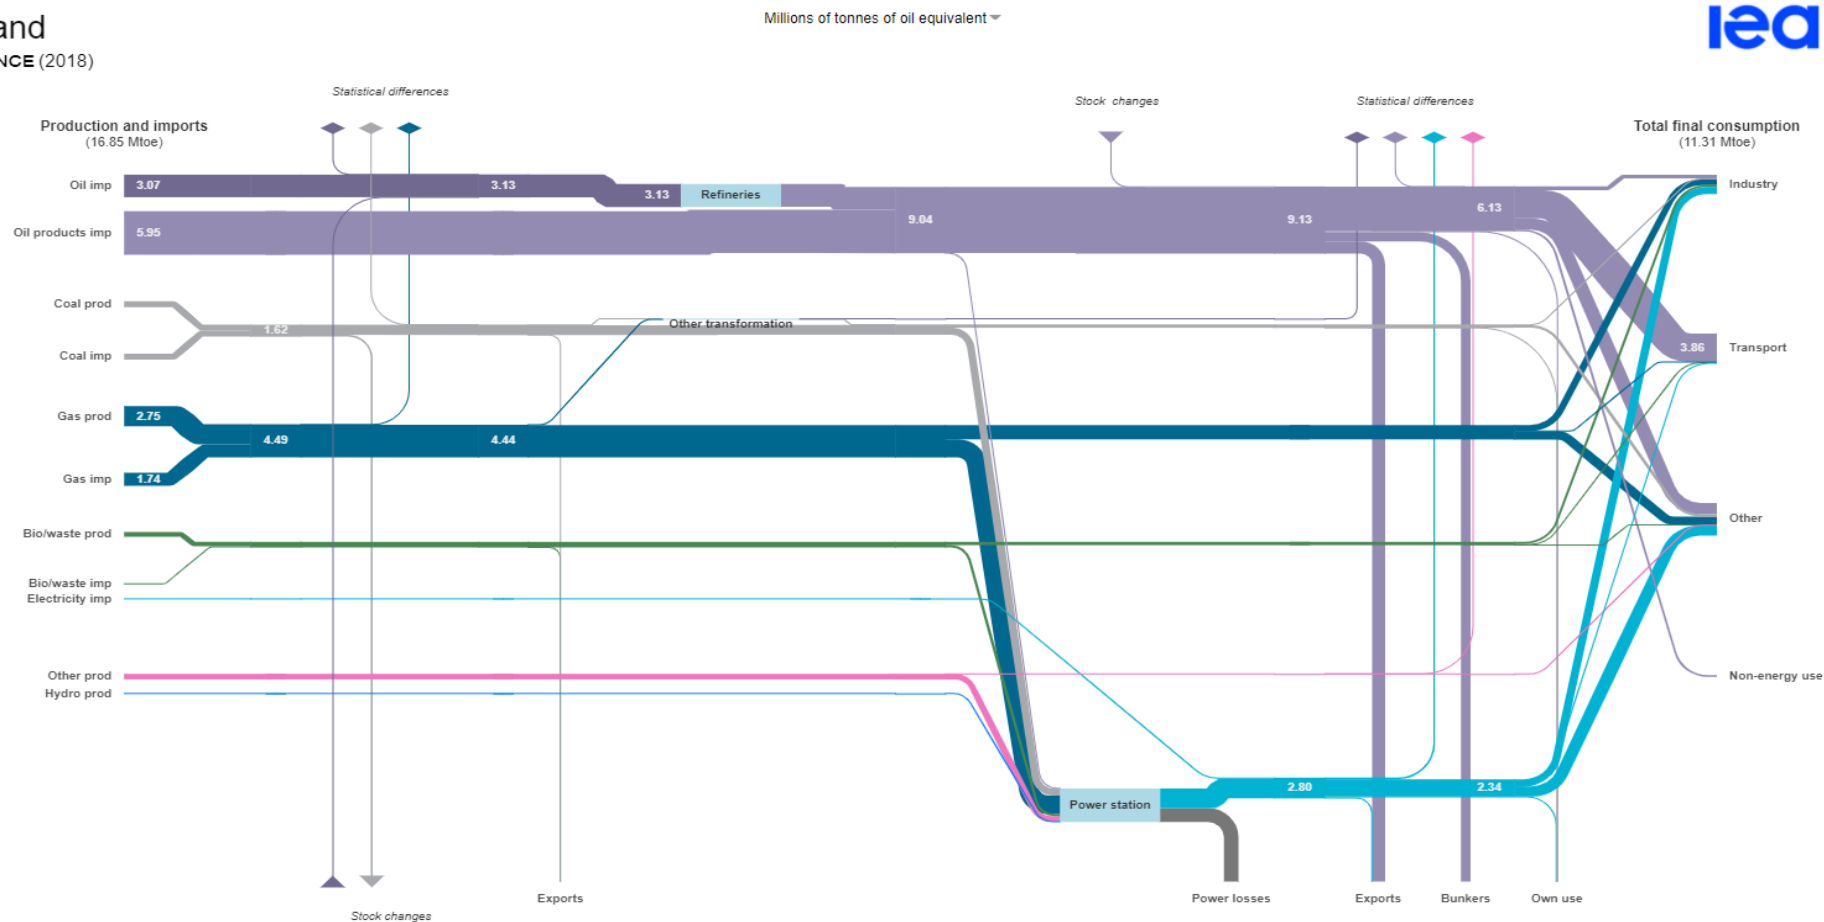 and
Millions of tonnes of oil equivalent
iea
NCE (2018)
Statistical differences
Stock changes
Statistical differences
Production and imports
(16.85 Mtoe)
Total final consumption
(11.31 Mtoe)
Oil imp
3.07
3.13
3.13
Refineries
Industry
Oil products imp
5.95
9.04
9.13
6.13
Coal prod
1.62
Other transformation
Coal imp
3.86
Transport
Gas prod
2.75
4.49
4.44
Gas imp
1.74
Other
Bio/waste prod
Bio/waste imp
Electricity imp
Other prod
Non-energy use
Hydro prod
Power station
2.80
2.34
Exports
Power losses
Exports
Bunkers
Own use
Stock changes